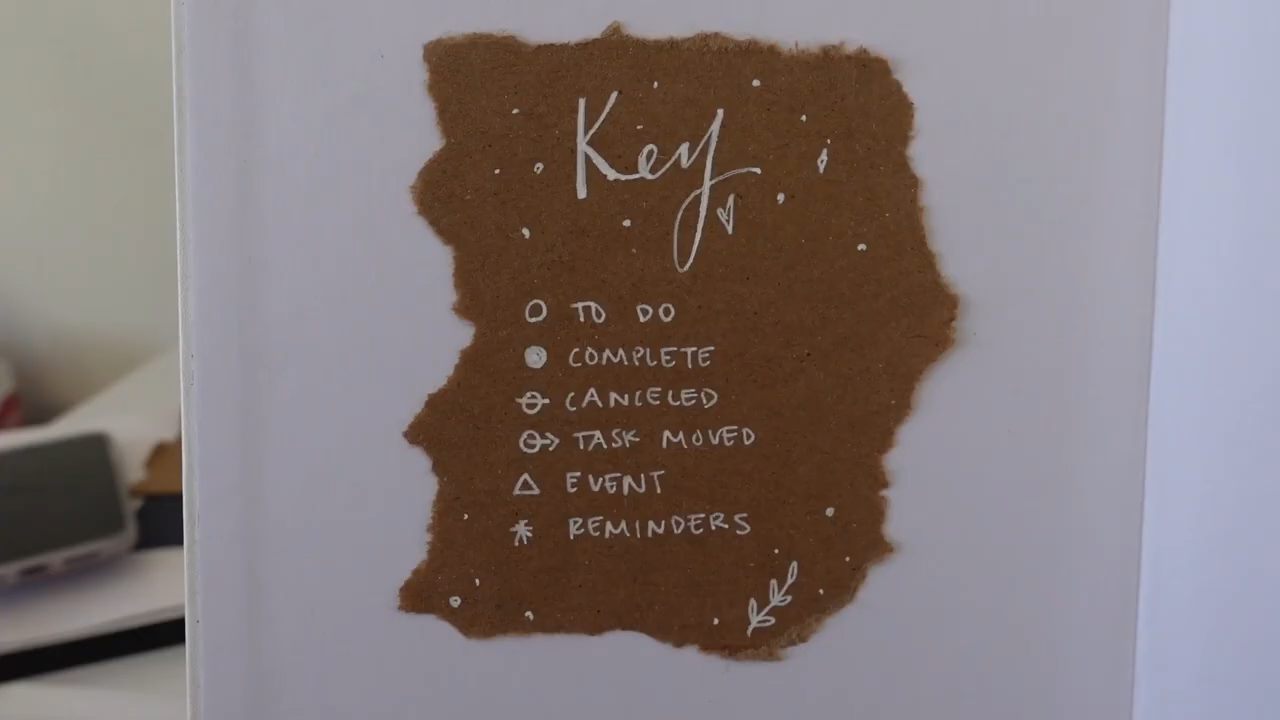 Key
TO DO
COMPLETE
CANCELED
TASK MOVED
EVENT
REMINDERS